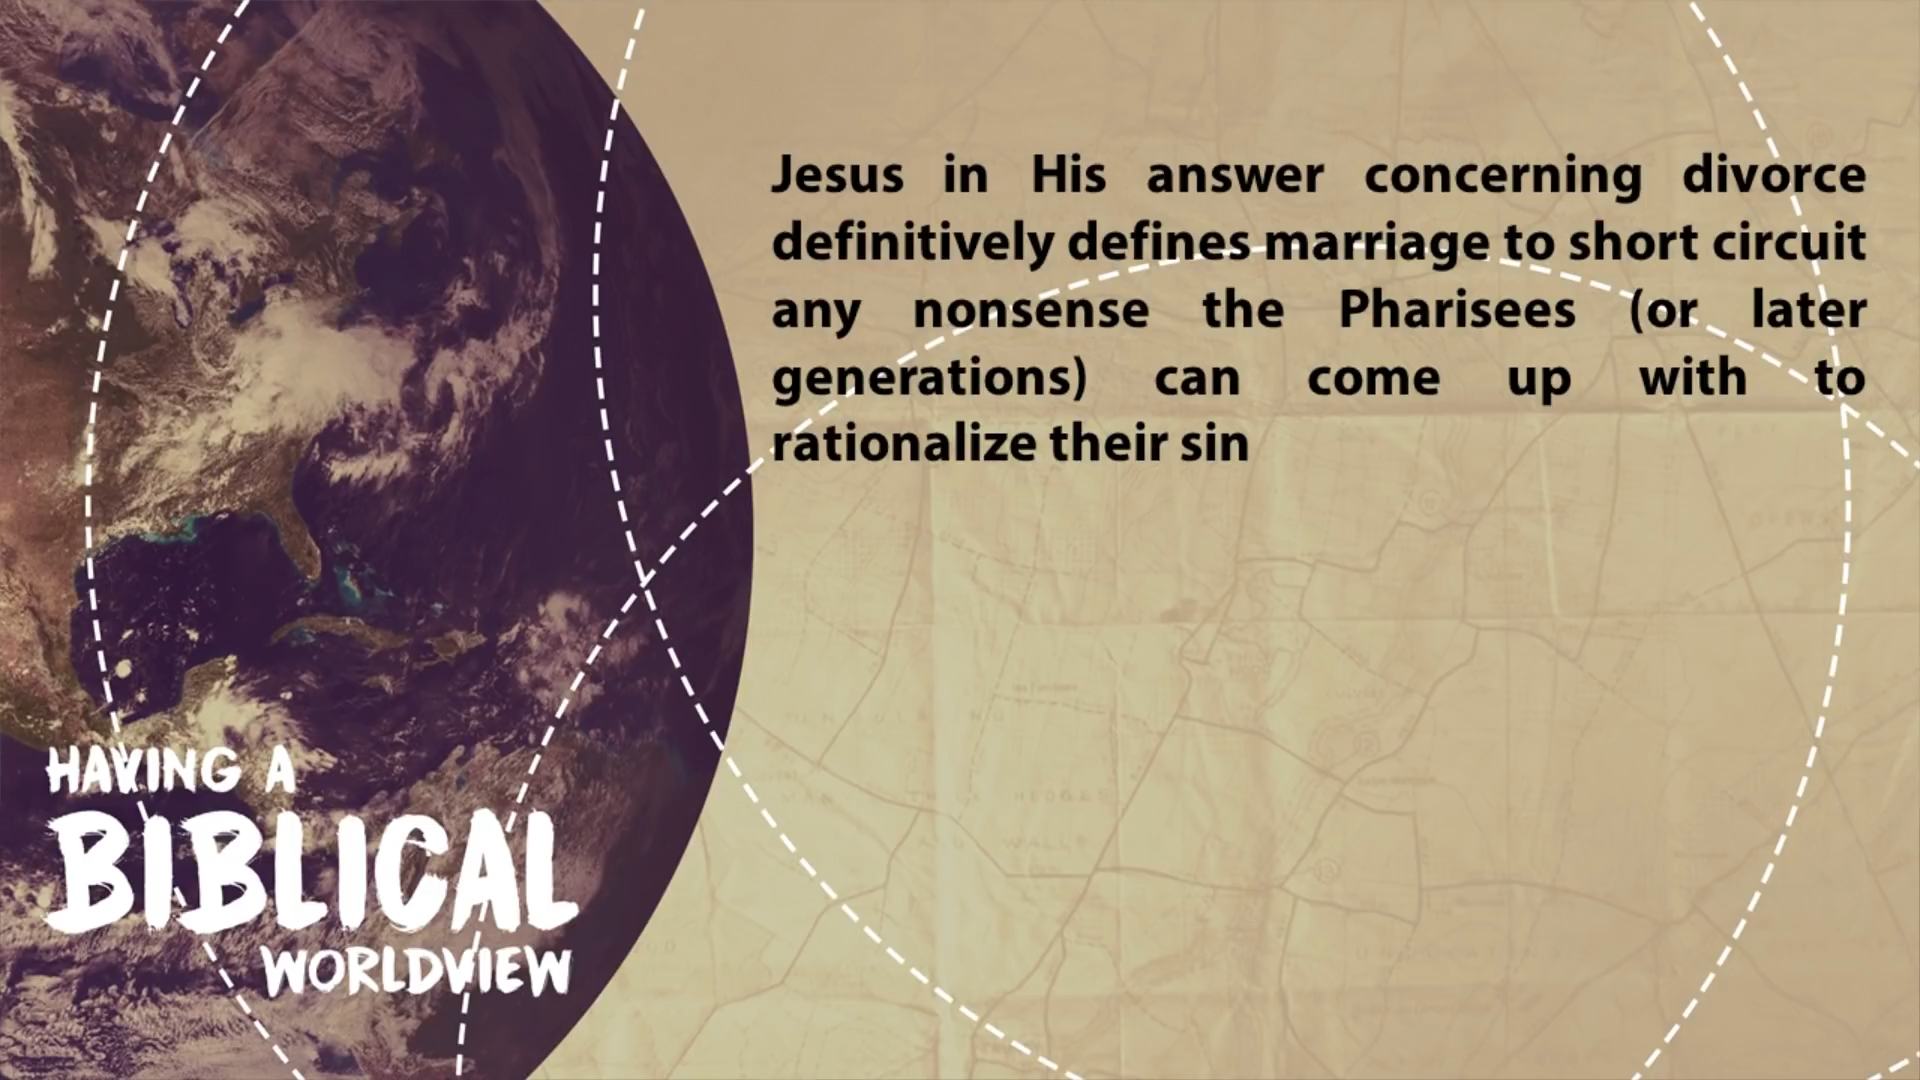 Jesus in His answer concerning divorce
definitively defines marriage to short circuit
any nonsense the Pharisees (or later
generations) can come up with to
rationalize their sin
HAVING A
BIBLICAL
WORLDVIEW